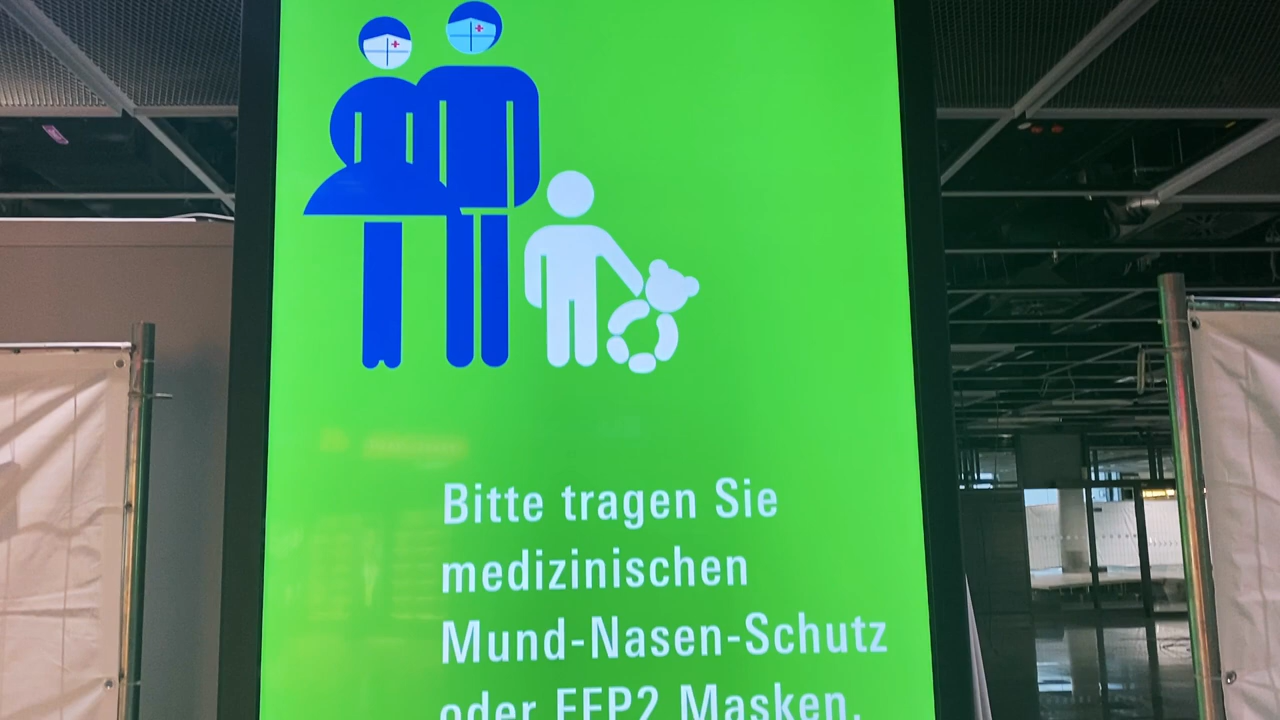 Bitte tragen Sie
medizinischen
Mund-Nasen-Schutz
oder FFP2 Masken.